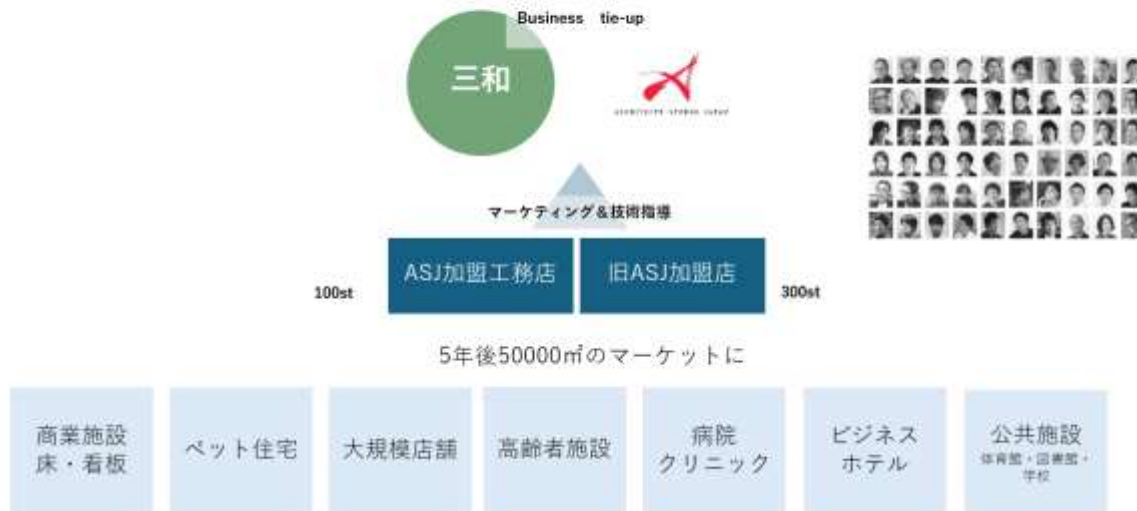 Business tie-up
三和
ARCHITECTS STUDIO JAPAN
マーケティング＆技術指導
ASJ加盟工務店
旧ASJ加盟店
100st
300st
5年後50000㎡のマーケットに
商業施設
床・看板
ペット住宅
大規模店舗
高齢者施設
病院
クリニック
ビジネス
ホテル
公共施設
体育館・図書館・
学校